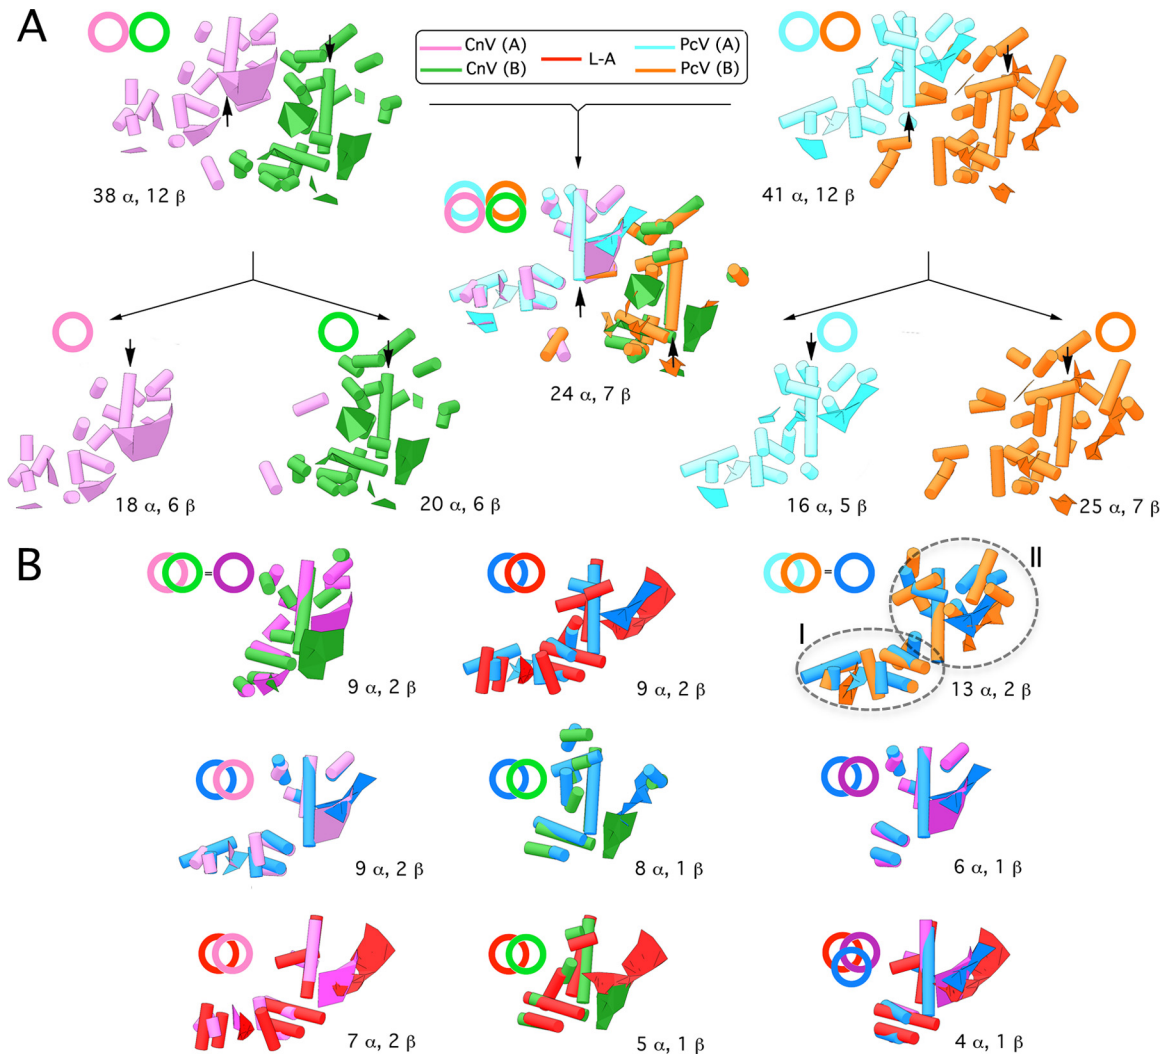 A
CnV (A)
CnV (B)
L-A
PcV (A)
PcV (B)
38 α, 12 β
41 α, 12 β
24 α, 7 β
18 α, 6 β
20 α, 6 β
16 α, 5 β
25 α, 7 β
B
=
9 α, 2 β
9 α, 2 β
=
I
II
13 α, 2 β
9 α, 2 β
8 α, 1 β
6 α, 1 β
7 α, 2 β
5 α, 1 β
4 α, 1 β